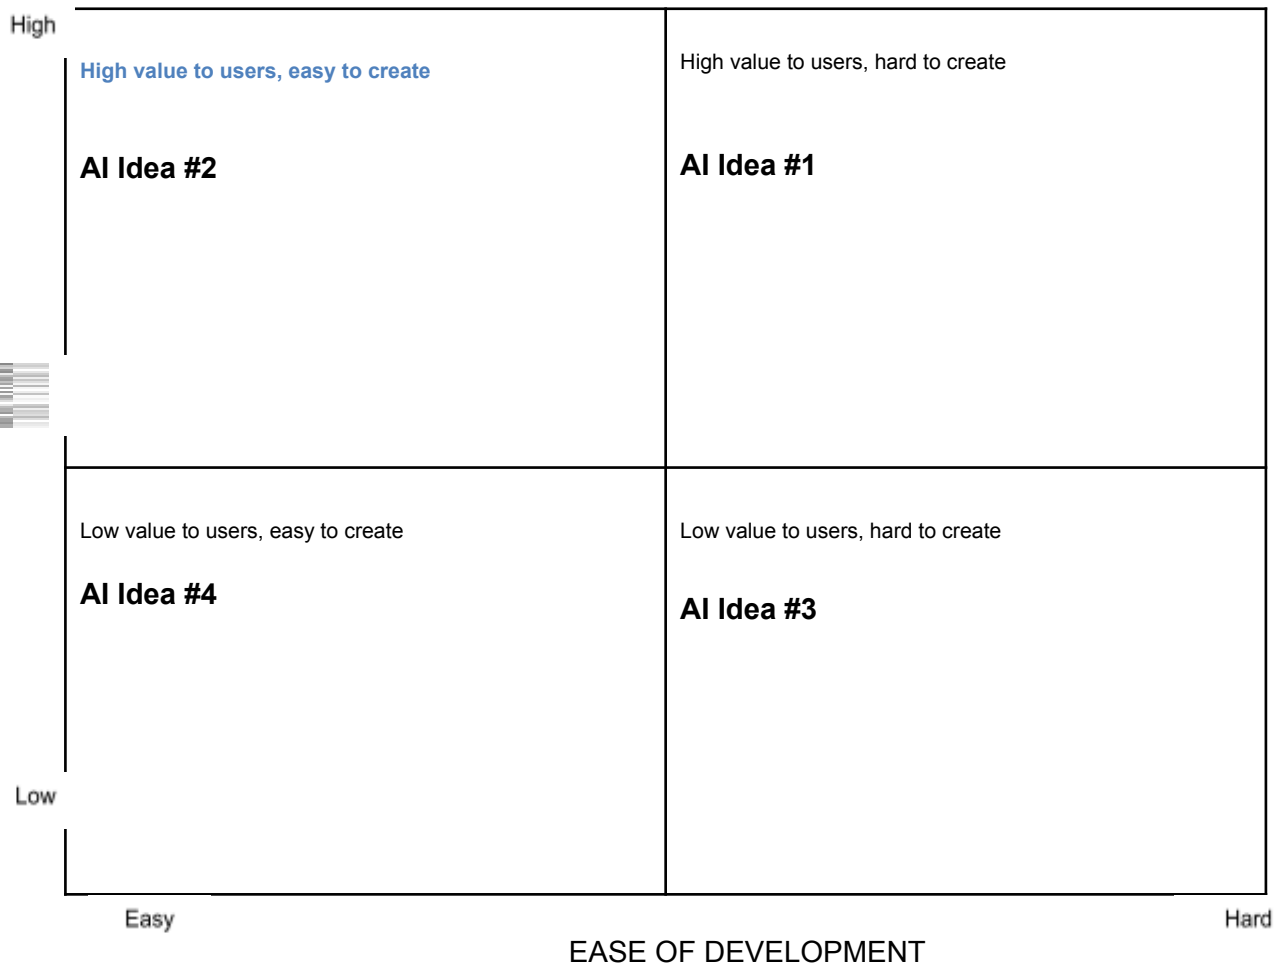 High
High value to users, easy to create
High value to users, hard to create
AI Idea #2
AI Idea #1
Low value to users, easy to create
Low value to users, hard to create
AI Idea #4
AI Idea #3
Low
Easy
Hard
EASE OF DEVELOPMENT